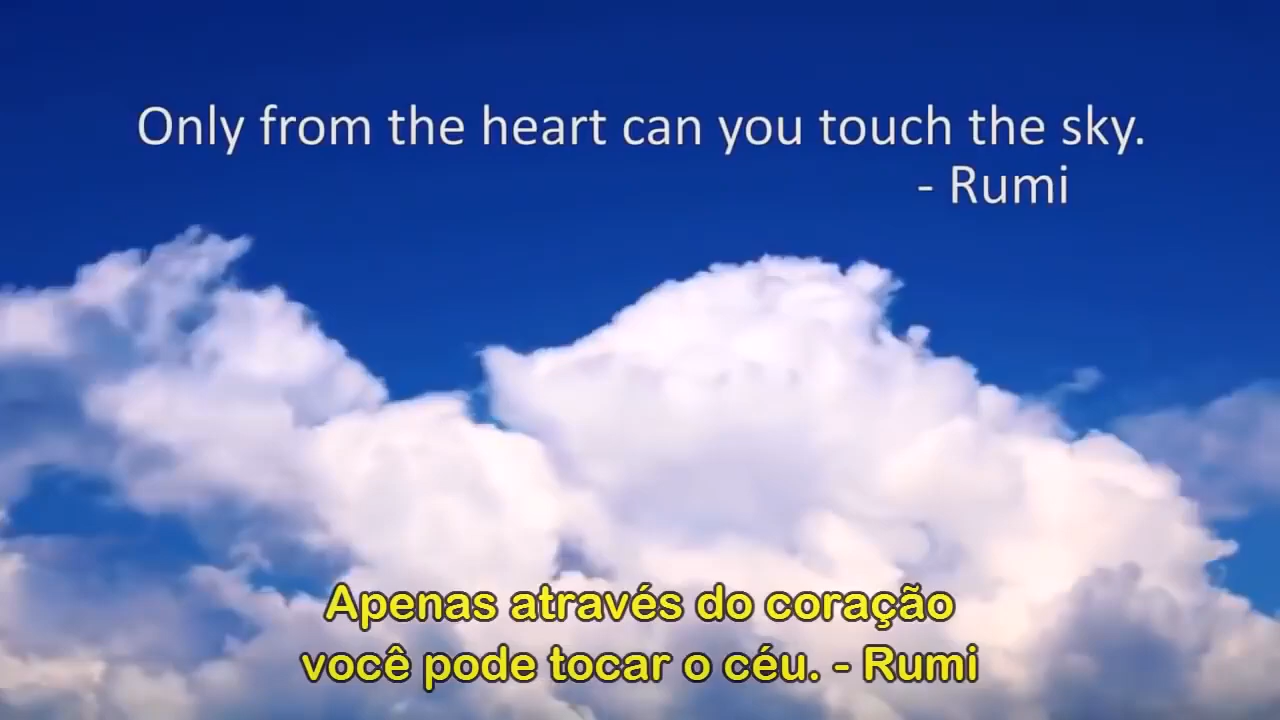 Only from the heart can you touch the sky.
- Rumi
Apenas através do coração
você pode tocar o céu. - Rumi